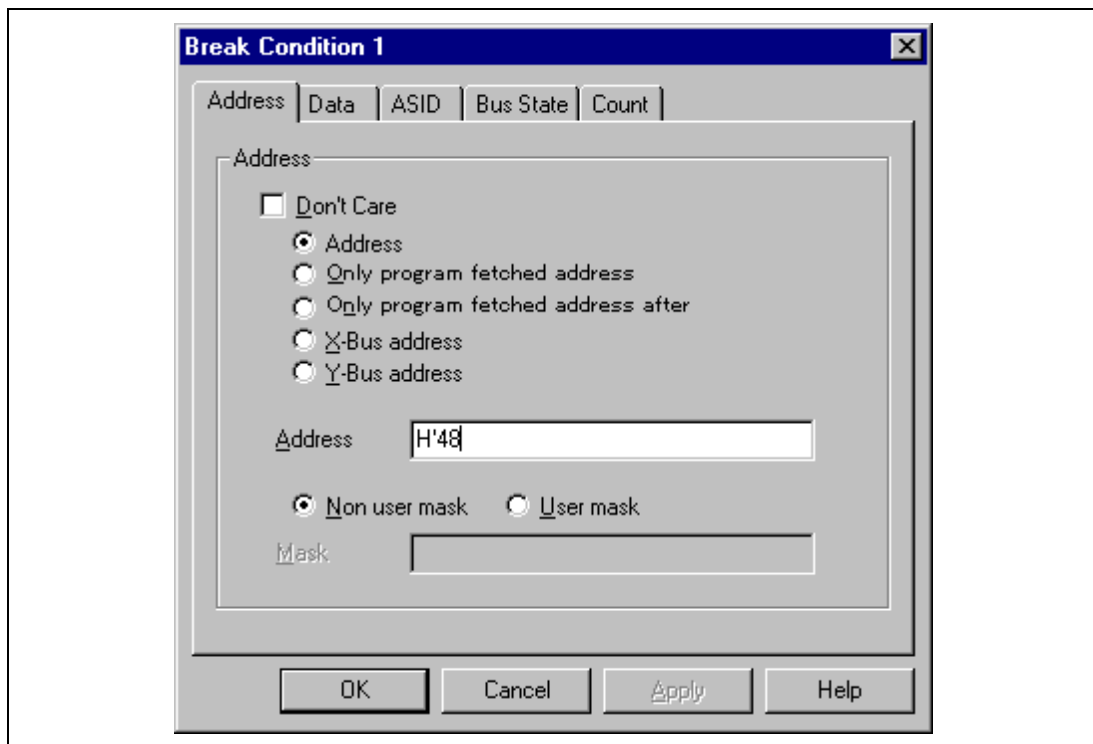 Break Condition 1
Address Data ASID Bus State Count
Address
Don't Care
Address
Only program fetched address
Only program fetched address after
X-Bus address
Y-Bus address
Address H'48
Non user mask User mask
Mask
OK Cancel Apply Help